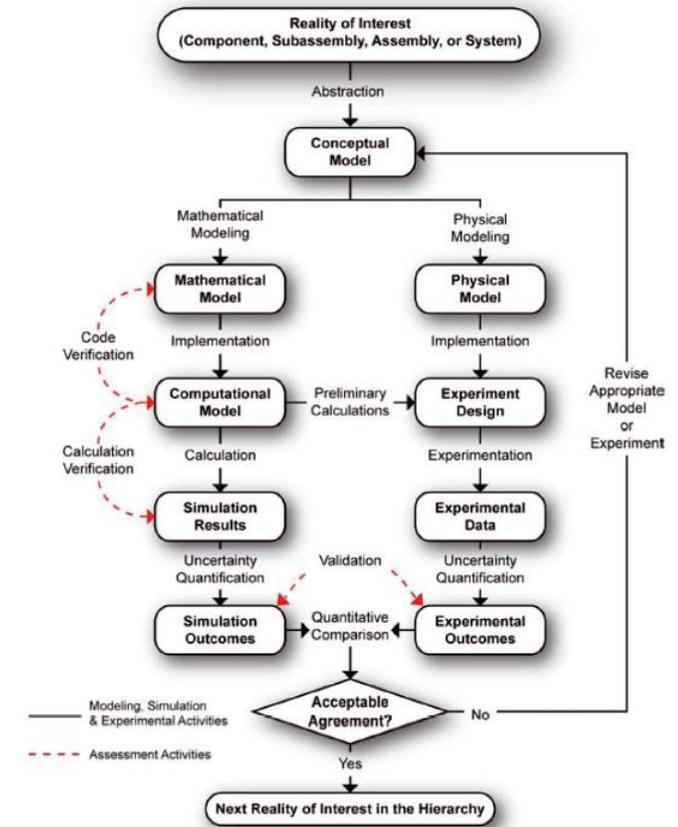 Reality of Interest
(Component, Subassembly, Assembly, or System)
Abstraction
Conceptual
Model
Mathematical
Modeling
Physical
Modeling
Mathematical
Model
Physical
Model
Code
Verification
Implementation
Implementation
Revise
Appropriate
Model
or
Experiment
Computational
Model
Preliminary
Calculations
Experiment
Design
Calculation
Verification
Calculation
Experimentation
Simulation
Results
Experimental
Data
Uncertainty
Quantification
Validation
Uncertainty
Quantification
Simulation
Outcomes
Quantitative
Comparison
Experimental
Outcomes
Modeling, Simulation
& Experimental Activities
Acceptable
Agreement?
No
Assessment Activities
Yes
Next Reality of Interest in the Hierarchy